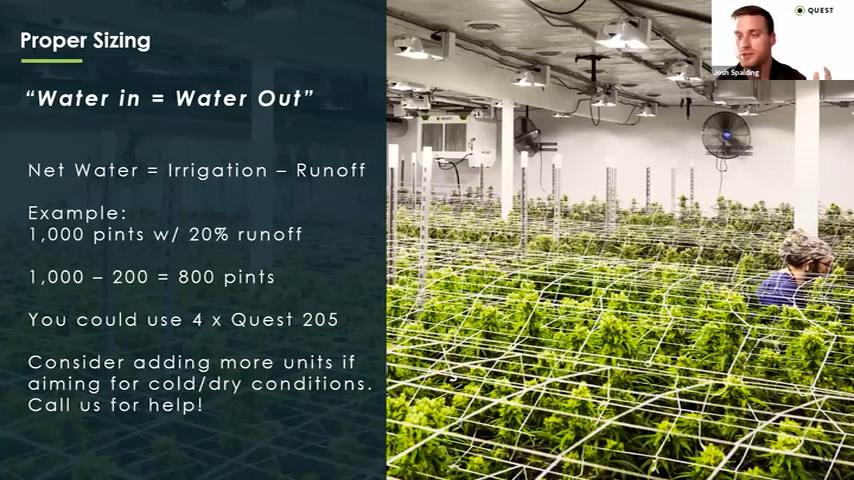 Proper Sizing
“Water in = Water Out”
Net Water = Irrigation – Runoff
Example:
1,000 pints w/ 20% runoff
1,000 – 200 = 800 pints
You could use 4 x Quest 205
Consider adding more units if
aiming for cold/dry conditions.
Call us for help!
QUEST
Josh Spalding